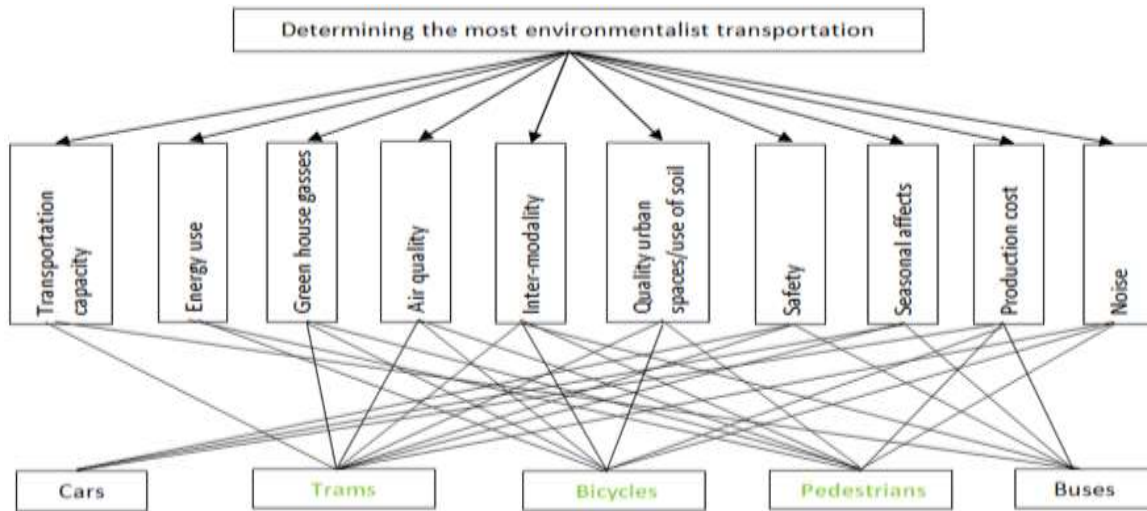 Determining the most environmentalist transportation
Transportation
capacity
Energy use
Green house gasses
Air quality
Inter-modality
Quality urban
spaces/use of soil
Safety
Seasonal affects
Production cost
Noise
Cars
Trams
Bicycles
Pedestrians
Buses